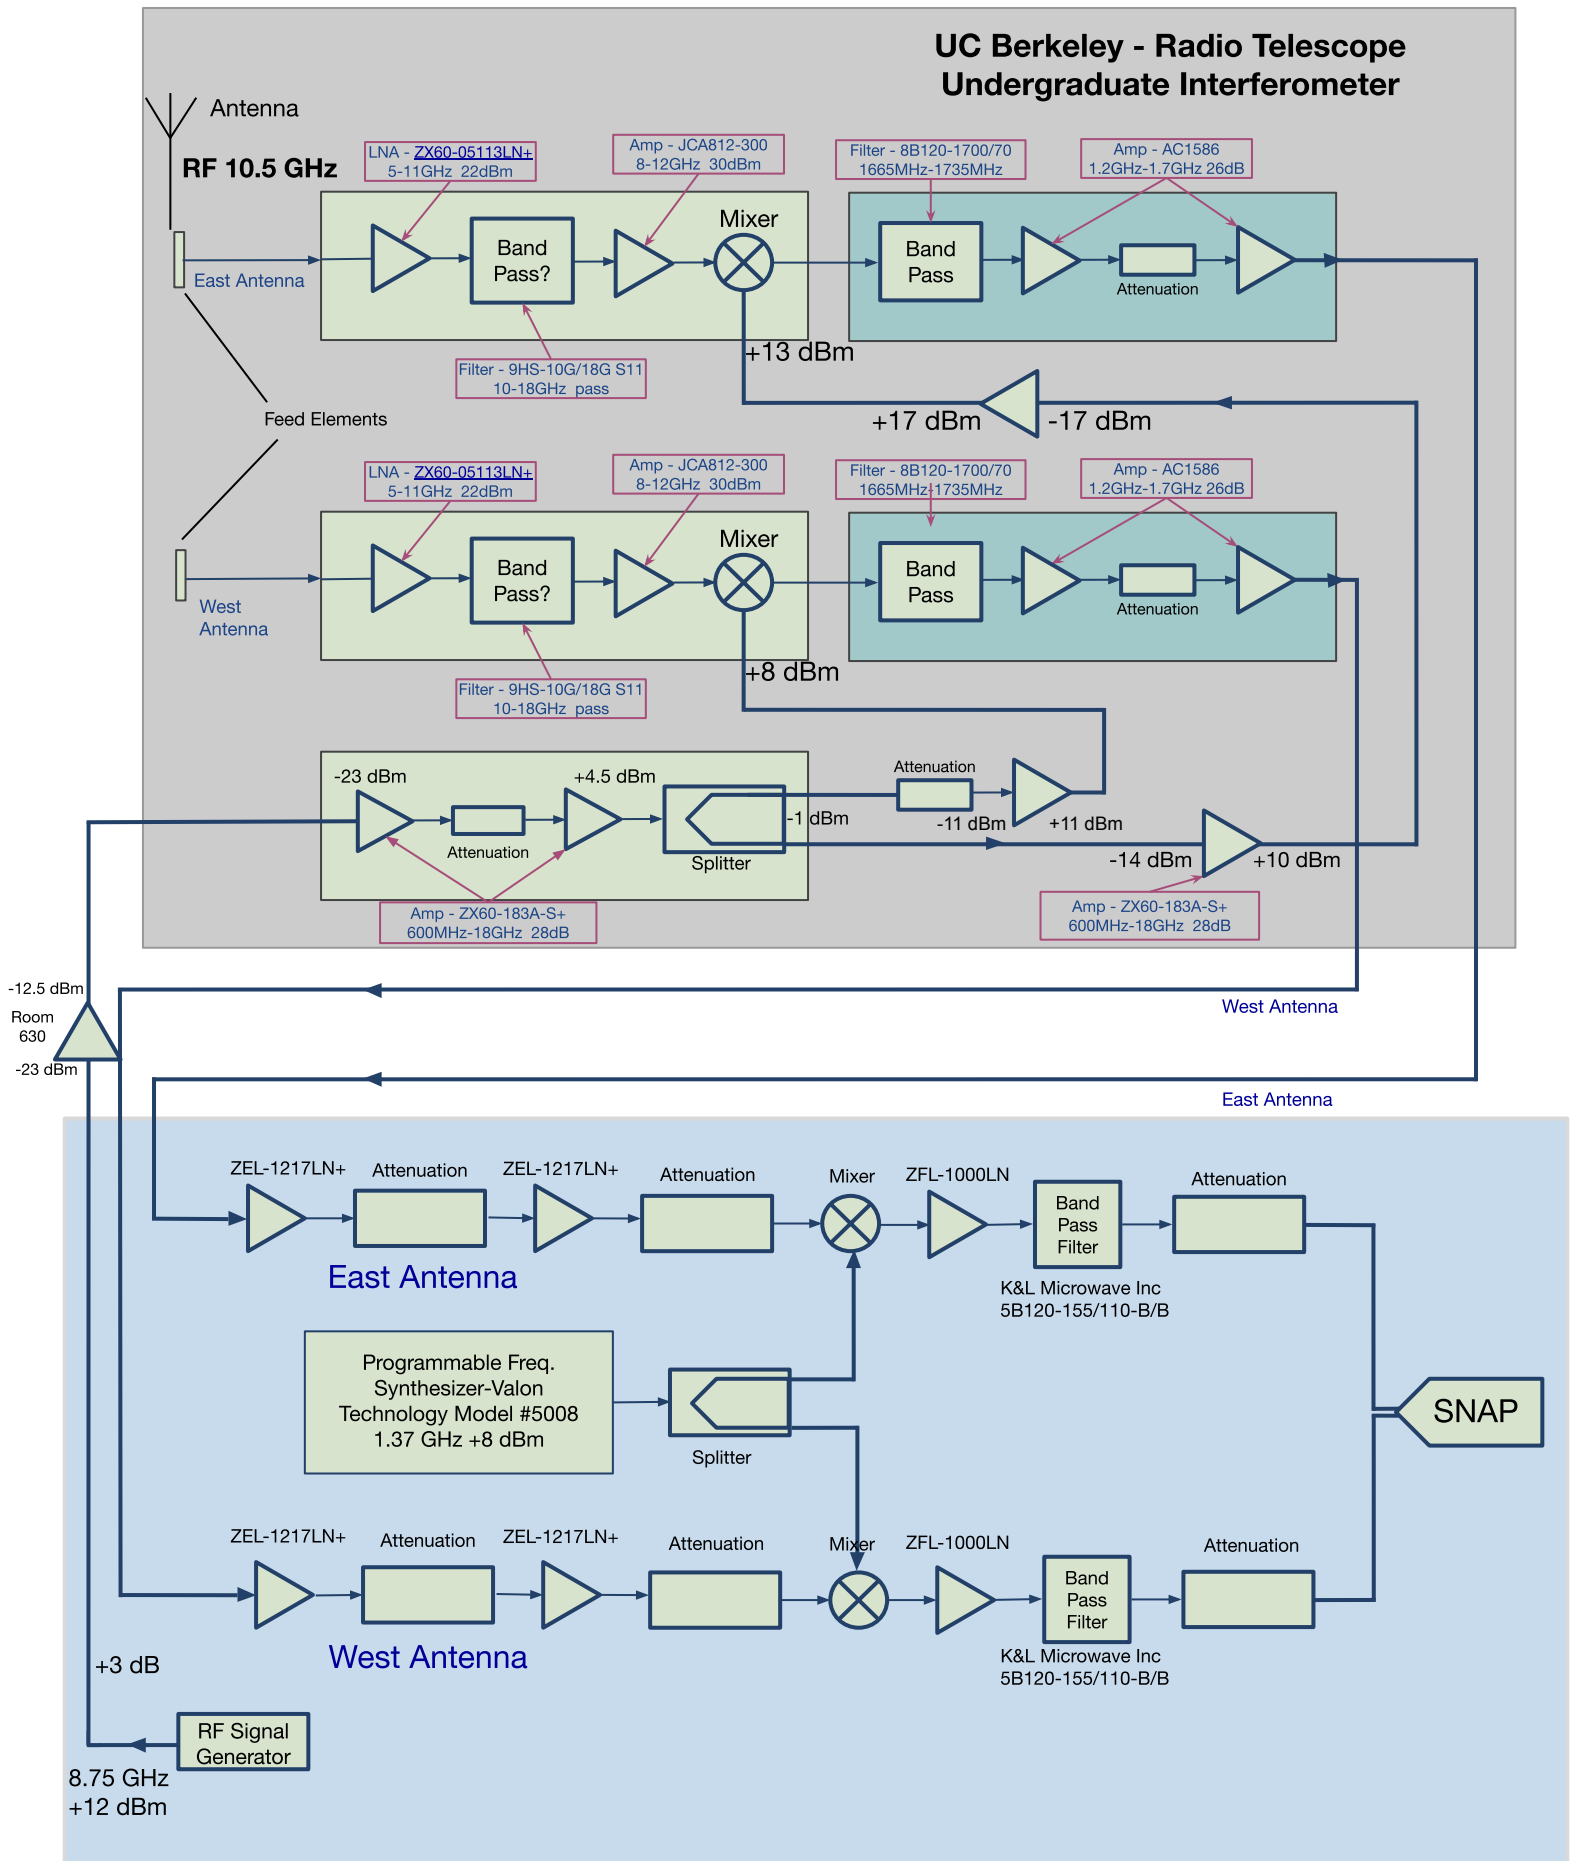 UC Berkeley - Radio Telescope
Undergraduate Interferometer
Antenna
RF 10.5 GHz
LNA - ZX60-05113LN+
5-11GHz 22dBm
Amp - JCA812-300
8-12GHz 30dBm
Filter - 8B120-1700/70
1665MHz-1735MHz
Amp - AC1586
1.2GHz-1.7GHz 26dB
Mixer
Band
Pass?
Band
Pass
East Antenna
Attenuation
+13 dBm
Filter - 9HS-10G/18G S11
10-18GHz pass
Feed Elements
+17 dBm
-17 dBm
LNA - ZX60-05113LN+
5-11GHz 22dBm
Amp - JCA812-300
8-12GHz 30dBm
Filter - 8B120-1700/70
1665MHz-1735MHz
Amp - AC1586
1.2GHz-1.7GHz 26dB
Mixer
Band
Pass?
Band
Pass
West
Antenna
Attenuation
+8 dBm
Filter - 9HS-10G/18G S11
10-18GHz pass
-23 dBm
+4.5 dBm
Attenuation
-1 dBm
-11 dBm
+11 dBm
Attenuation
Splitter
-14 dBm
+10 dBm
Amp - ZX60-183A-S+
600MHz-18GHz 28dB
Amp - ZX60-183A-S+
600MHz-18GHz 28dB
-12.5 dBm
Room
630
-23 dBm
West Antenna
East Antenna
ZEL-1217LN+
Attenuation
ZEL-1217LN+
Attenuation
Mixer
ZFL-1000LN
Attenuation
Band
Pass
Filter
East Antenna
K&L Microwave Inc
5B120-155/110-B/B
Programmable Freq.
Synthesizer-Valon
Technology Model #5008
1.37 GHz +8 dBm
Splitter
SNAP
ZEL-1217LN+
Attenuation
ZEL-1217LN+
Attenuation
Mixer
ZFL-1000LN
Attenuation
Band
Pass
Filter
West Antenna
K&L Microwave Inc
5B120-155/110-B/B
+3 dB
RF Signal
Generator
8.75 GHz
+12 dBm